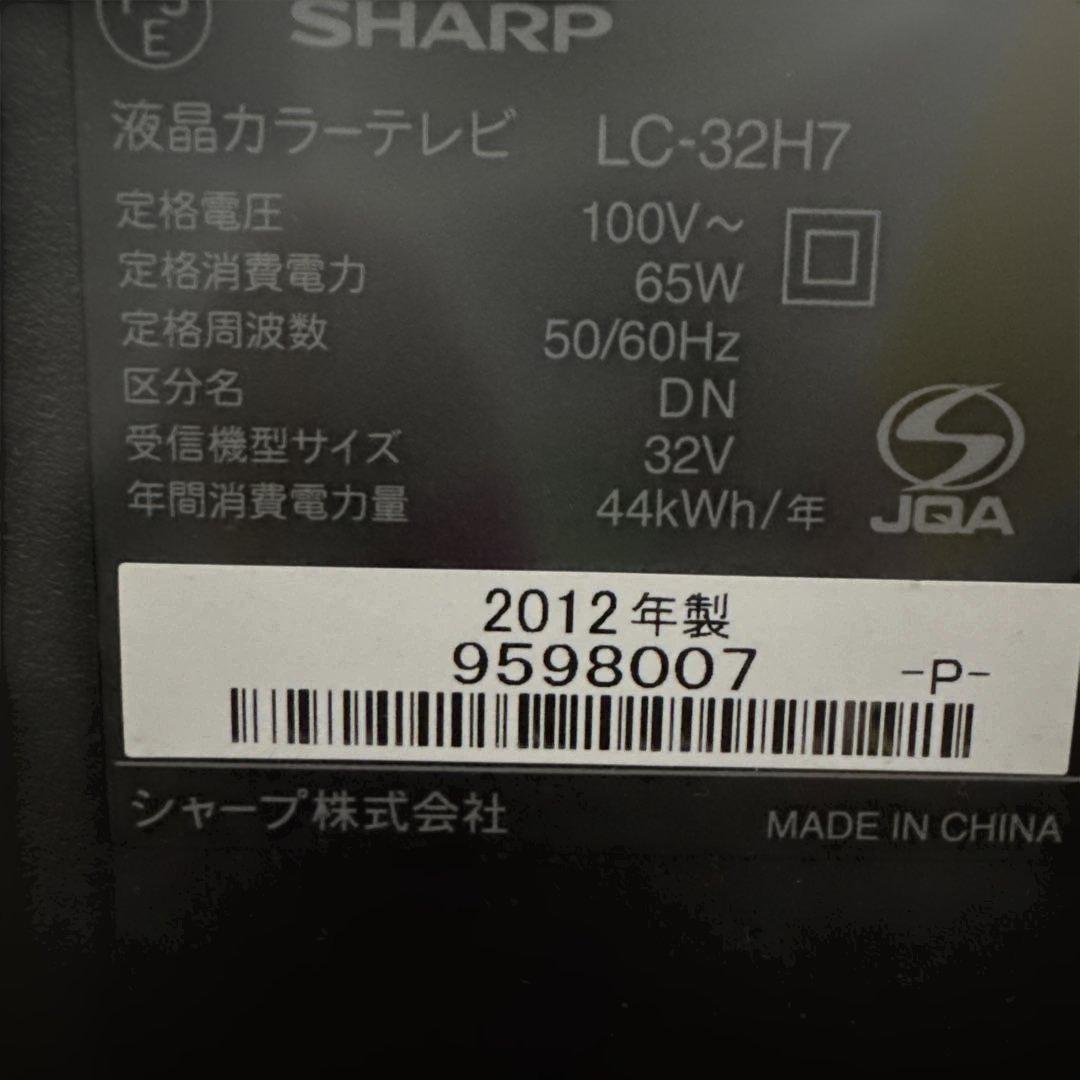 PS
E
SHARP
液晶カラーテレビ LC-32H7
定格電圧 100V～
定格消費電力 65W
定格周波数 50/60Hz
区分名 DN
受信機型サイズ 32V
年間消費電力量 44kWh/年
JQA
2012年製
9598007 -P-
シャープ株式会社 MADE IN CHINA